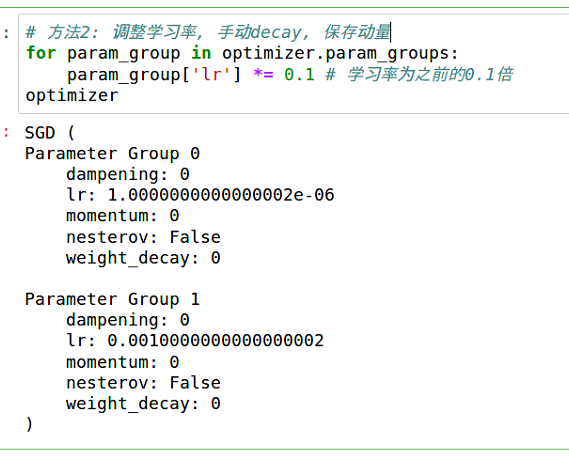 : # 方法2: 调整学习率, 手动decay, 保存动量
for param_group in optimizer.param_groups:
    param_group['lr'] *= 0.1 # 学习率为之前的0.1倍
optimizer
: SGD (
Parameter Group 0
    dampening: 0
    lr: 1.0000000000000002e-06
    momentum: 0
    nesterov: False
    weight_decay: 0
Parameter Group 1
    dampening: 0
    lr: 0.0010000000000000002
    momentum: 0
    nesterov: False
    weight_decay: 0
)